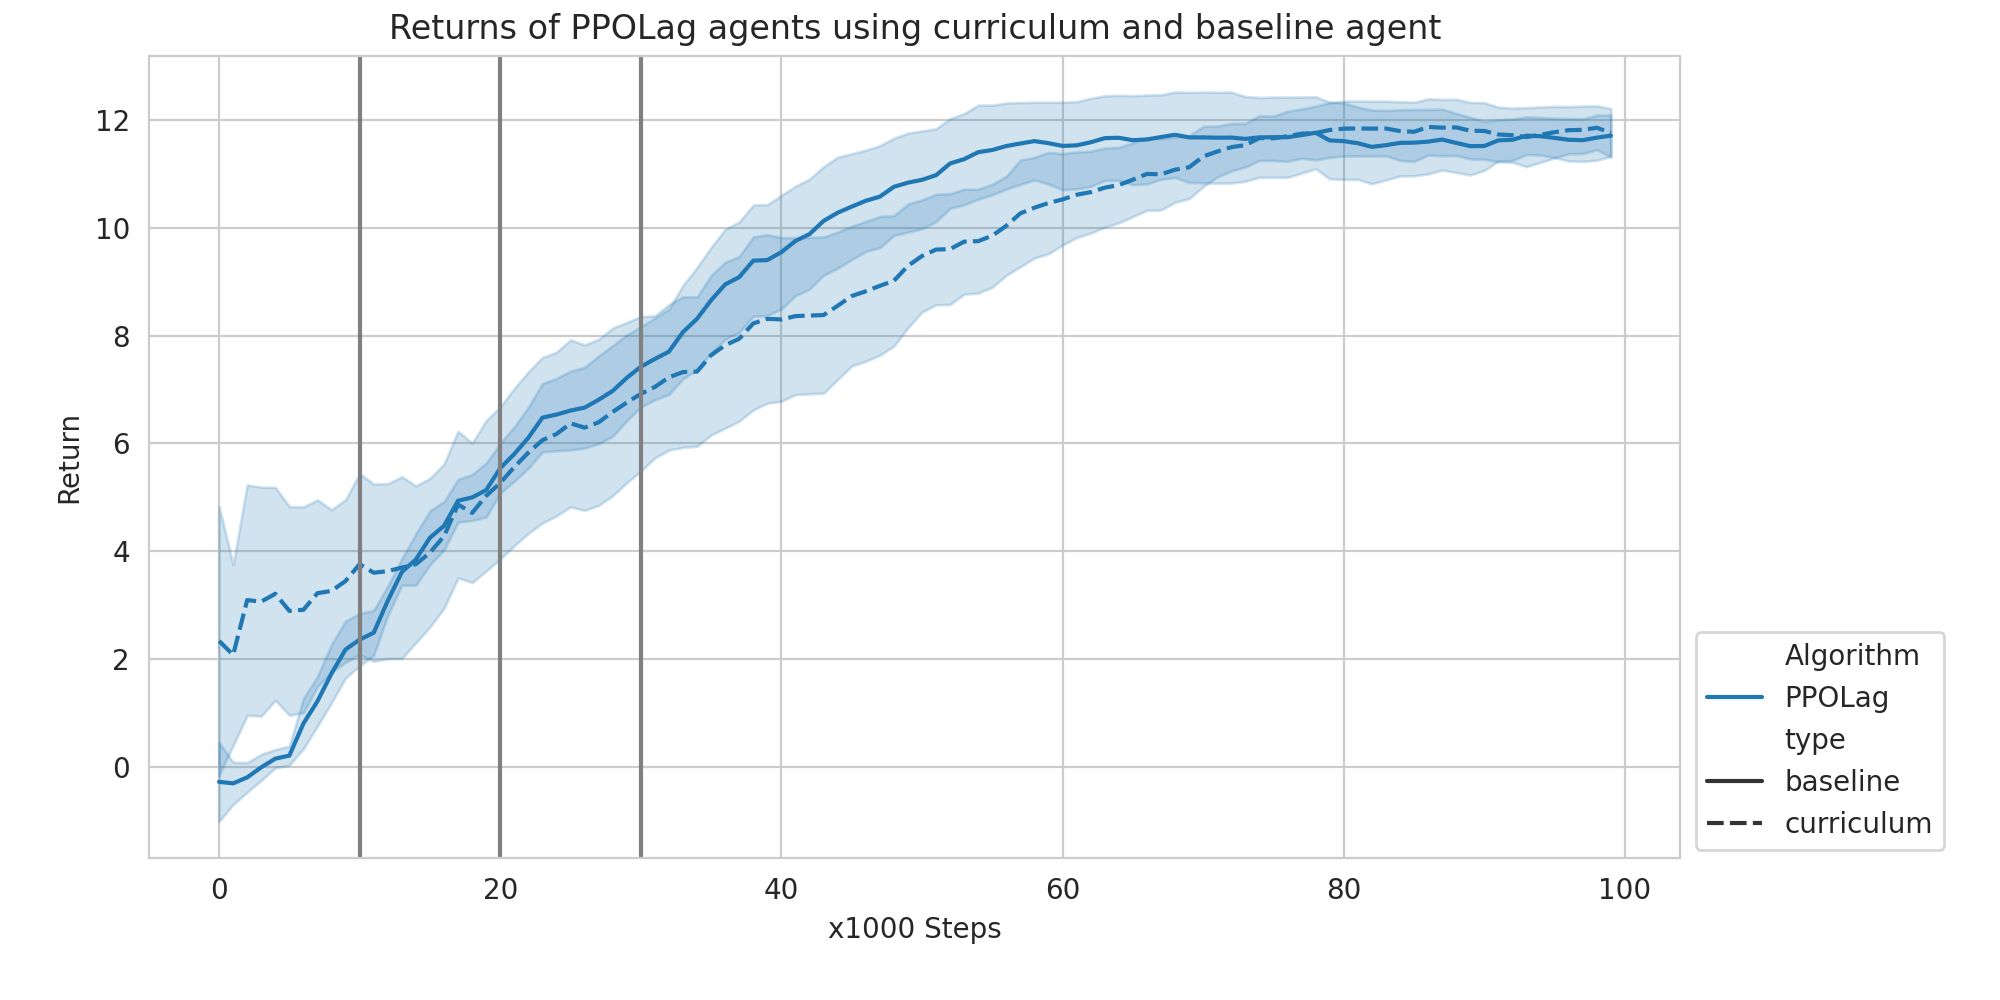 Returns of PPOLag agents using curriculum and baseline agent
12
10
8
6
4
2
0
Return
0 20 40 60 80 100
x1000 Steps
Algorithm
PPOLag
type
baseline
curriculum